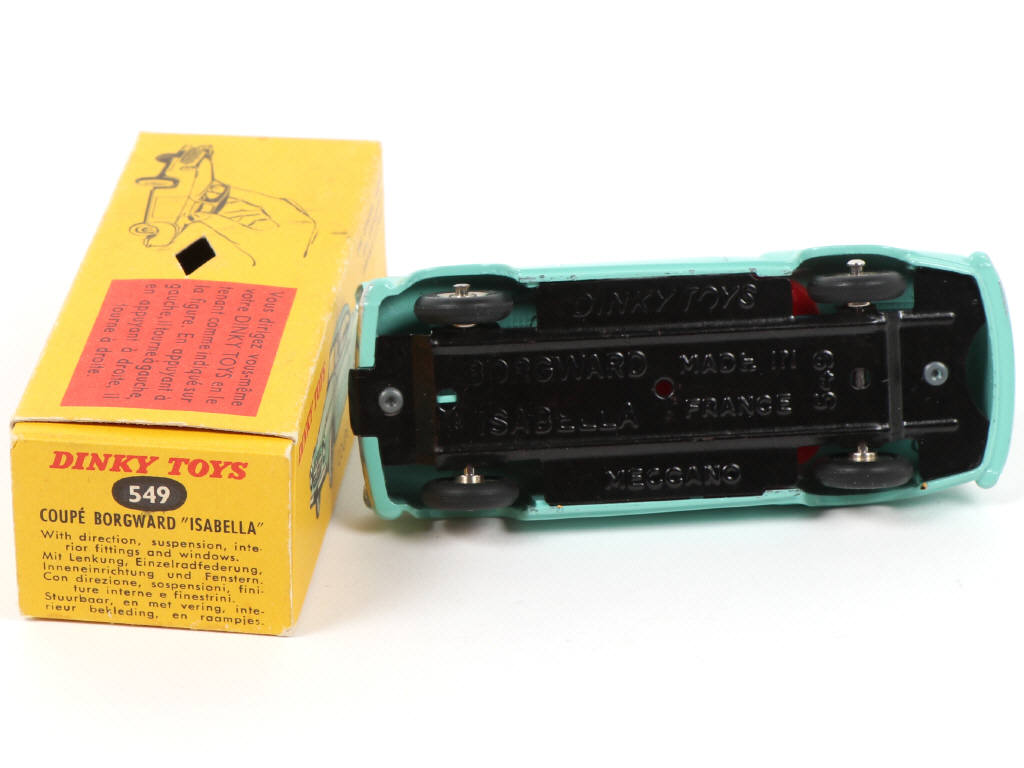 Vous dirigez vous-même
votre DINKY TOYS en le
tenant comme indiqué sur
la figure. En appuyant à
gauche, il tourne à gauche,
en appuyant à droite, il
tourne à droite.
DINKY TOYS
549
COUPÉ BORGWARD "ISABELLA"
With direction, suspension, inte-
rior fittings and windows.
Mit Lenkung, Einzelradfederung,
Inneneinrichtung und Fenstern.
Con direzione, sospensioni, fini-
ture interne e finestrini.
Stuurbaar, en met vering, inte-
rieur bekleding, en raampjes.
DINKY TOYS
DINKY TOYS
BORGWARD MADE IN
ISABELLA FRANCE
549
MECCANO